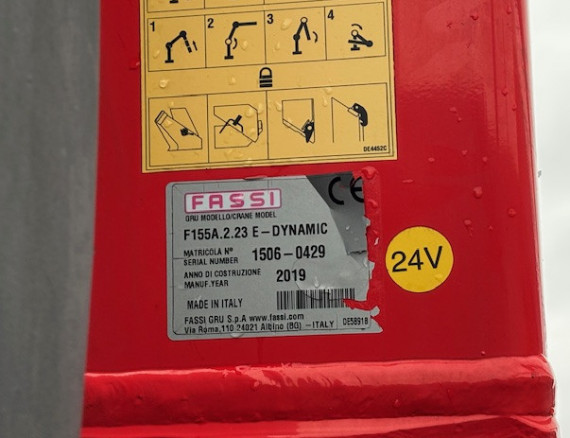 1 2 3 4
DE4462C
FASSI
CE
GRU MODELLO/CRANE MODEL
F155A.2.23 E-DYNAMIC
MATRICOLA N°
SERIAL NUMBER 1506-0429
ANNO DI COSTRUZIONE
MANUF.YEAR 2019
24V
MADE IN ITALY
FASSI GRU S.p.A www.fassi.com
Via Roma,110 24021 Albino (BG) - ITALY DE5891B